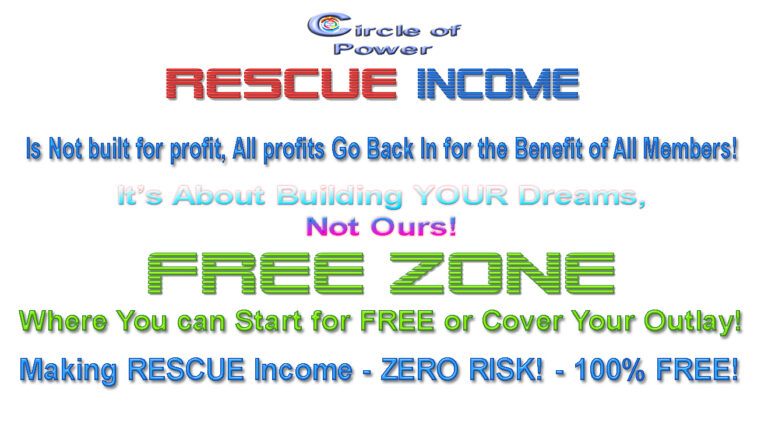 Circle of
Power
RESCUE INCOME
Is Not built for profit, All profits Go Back In for the Benefit of All Members!
It's About Building YOUR Dreams,
Not Ours!
FREE ZONE
Where You can Start for FREE or Cover Your Outlay!
Making RESCUE Income - ZERO RISK! - 100% FREE!